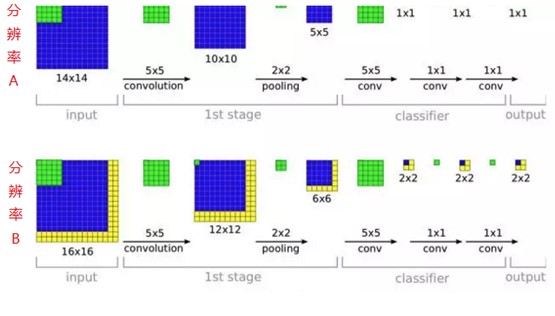 分
辨
率
A
14x14
5x5
convolution
10x10
2x2
pooling
5x5
5x5
conv
1x1
1x1
conv
1x1
1x1
conv
1x1
input
1st stage
classifier
output
分
辨
率
B
16x16
5x5
convolution
12x12
2x2
pooling
6x6
5x5
conv
2x2
1x1
conv
2x2
1x1
conv
2x2
input
1st stage
classifier
output